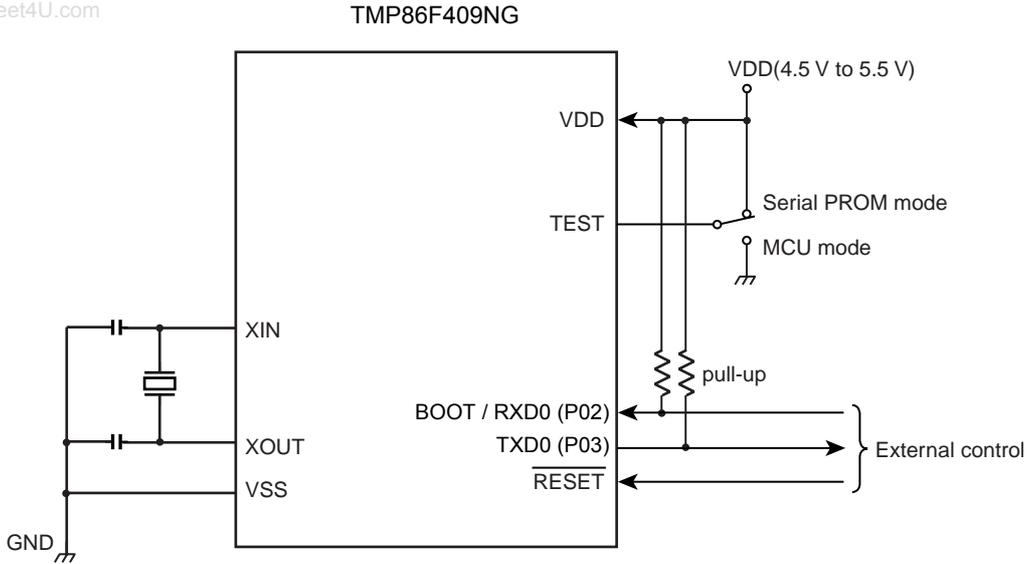 eet4U.com
TMP86F409NG
VDD(4.5 V to 5.5 V)
VDD
Serial PROM mode
TEST
MCU mode
XIN
pull-up
BOOT / RXD0 (P02)
XOUT
TXD0 (P03)
External control
RESET
VSS
GND